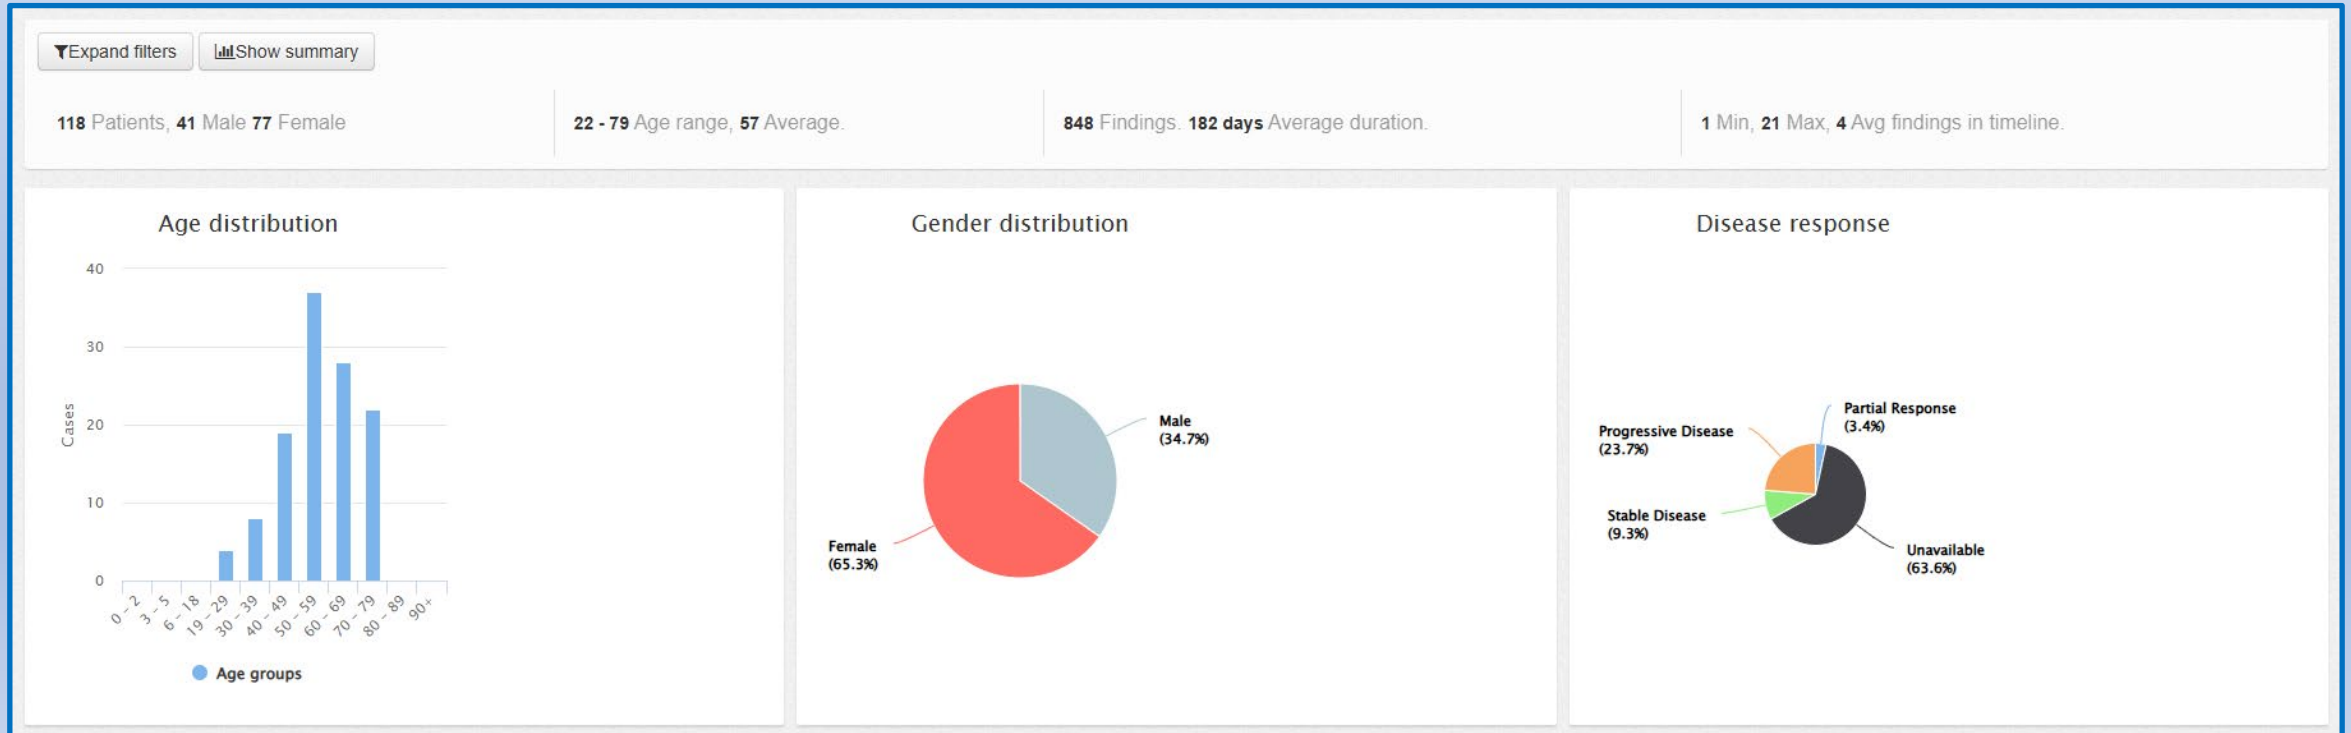 Expand filters
Show summary
118 Patients, 41 Male 77 Female
22 - 79 Age range, 57 Average.
848 Findings. 182 days Average duration.
1 Min, 21 Max, 4 Avg findings in timeline.
Age distribution
40
30
20
10
0
Cases
0 - 2
3 - 5
6 - 18
19 - 29
30 - 39
40 - 49
50 - 59
60 - 69
70 - 79
80 - 89
90+
Age groups
Gender distribution
Male
(34.7%)
Female
(65.3%)
Disease response
Partial Response
(3.4%)
Progressive Disease
(23.7%)
Stable Disease
(9.3%)
Unavailable
(63.6%)